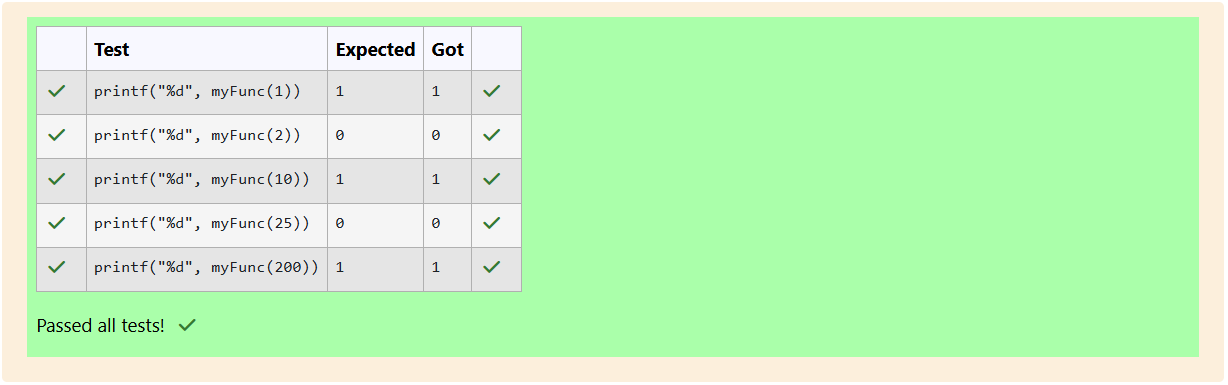 Test Expected Got
printf("%d", myFunc(1)) 1 1
printf("%d", myFunc(2)) 0 0
printf("%d", myFunc(10)) 1 1
printf("%d", myFunc(25)) 0 0
printf("%d", myFunc(200)) 1 1
Passed all tests!